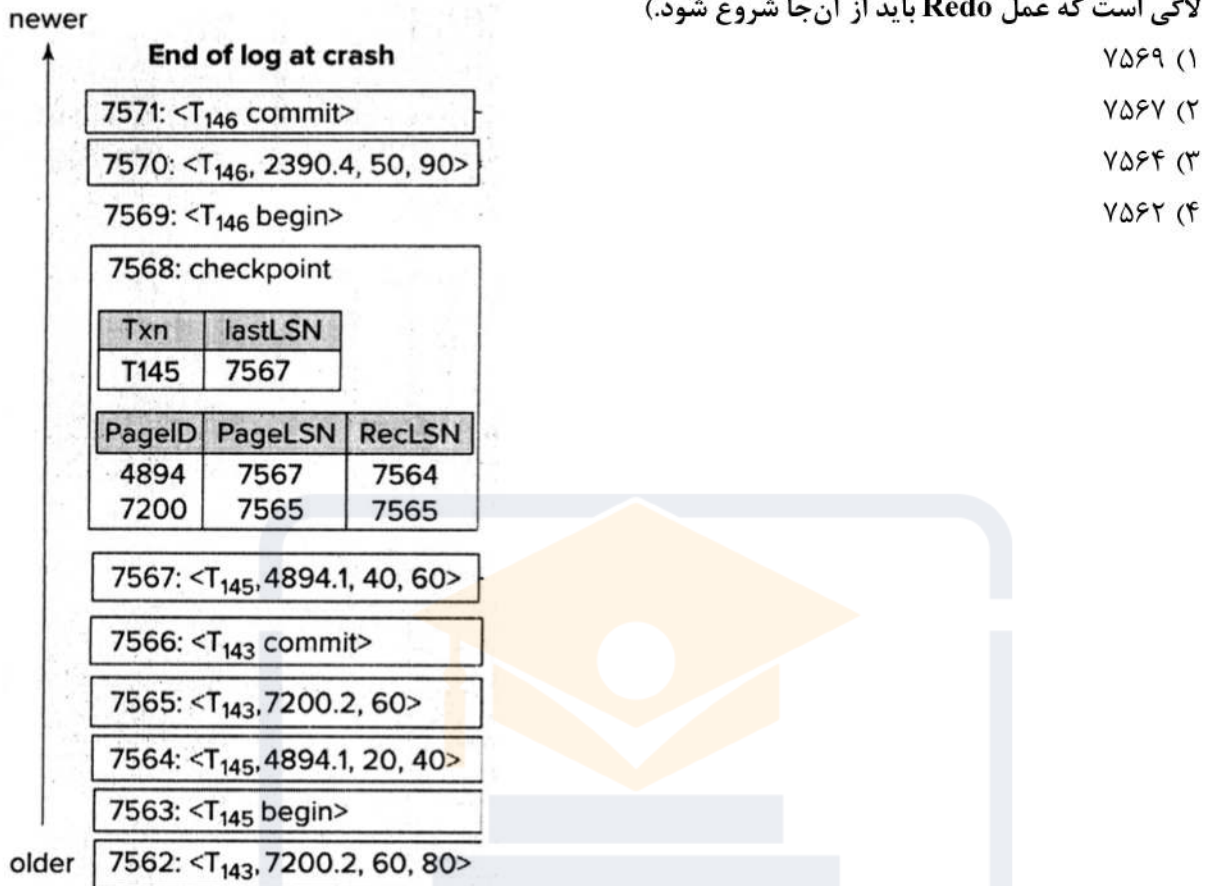 لاگی است که عمل Redo باید از آن‌جا شروع شود.)
۱) ۷۵۶۹
۲) ۷۵۶۷
۳) ۷۵۶۴
۴) ۷۵۶۲
newer
End of log at crash
7571: <T146 commit>
7570: <T146, 2390.4, 50, 90>
7569: <T146 begin>
7568: checkpoint
Txn lastLSN
T145 7567
PageID PageLSN RecLSN
4894 7567 7564
7200 7565 7565
7567: <T145, 4894.1, 40, 60>
7566: <T143 commit>
7565: <T143, 7200.2, 60>
7564: <T145, 4894.1, 20, 40>
7563: <T145 begin>
older 7562: <T143, 7200.2, 60, 80>